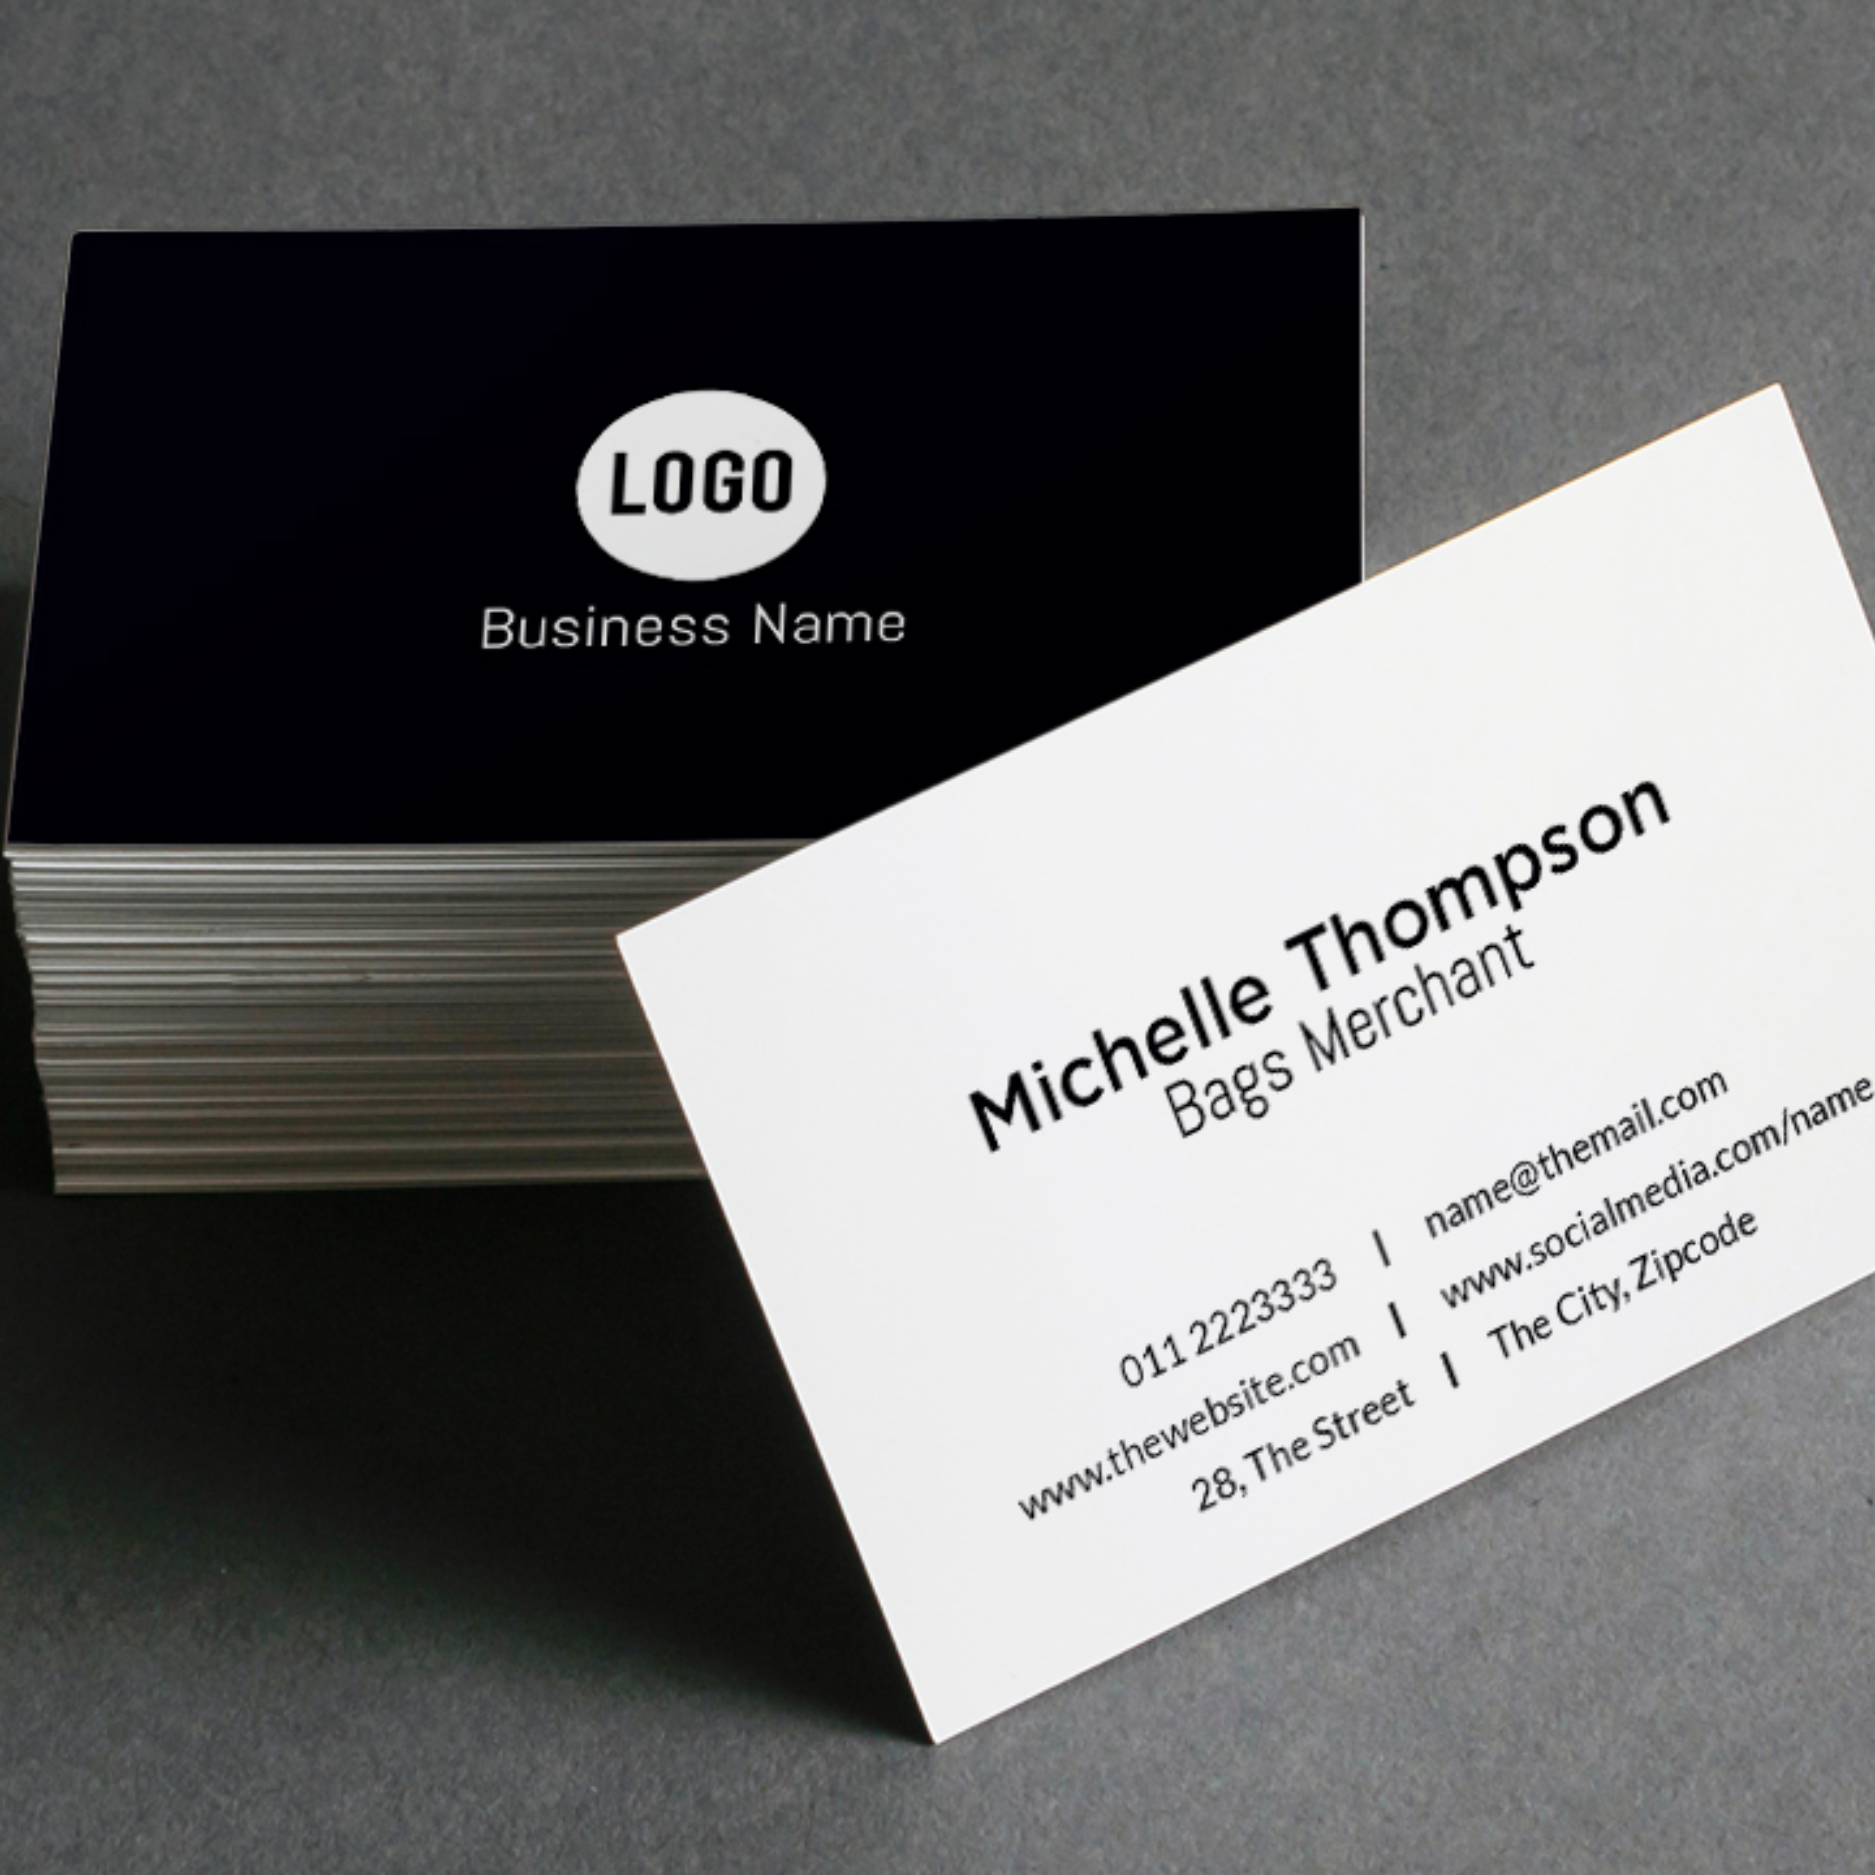 LOGO
Business Name
Michelle Thompson
Bags Merchant
011 2223333 | name@themail.com
www.thewebsite.com | www.socialmedia.com/name
28, The Street | The City, Zipcode